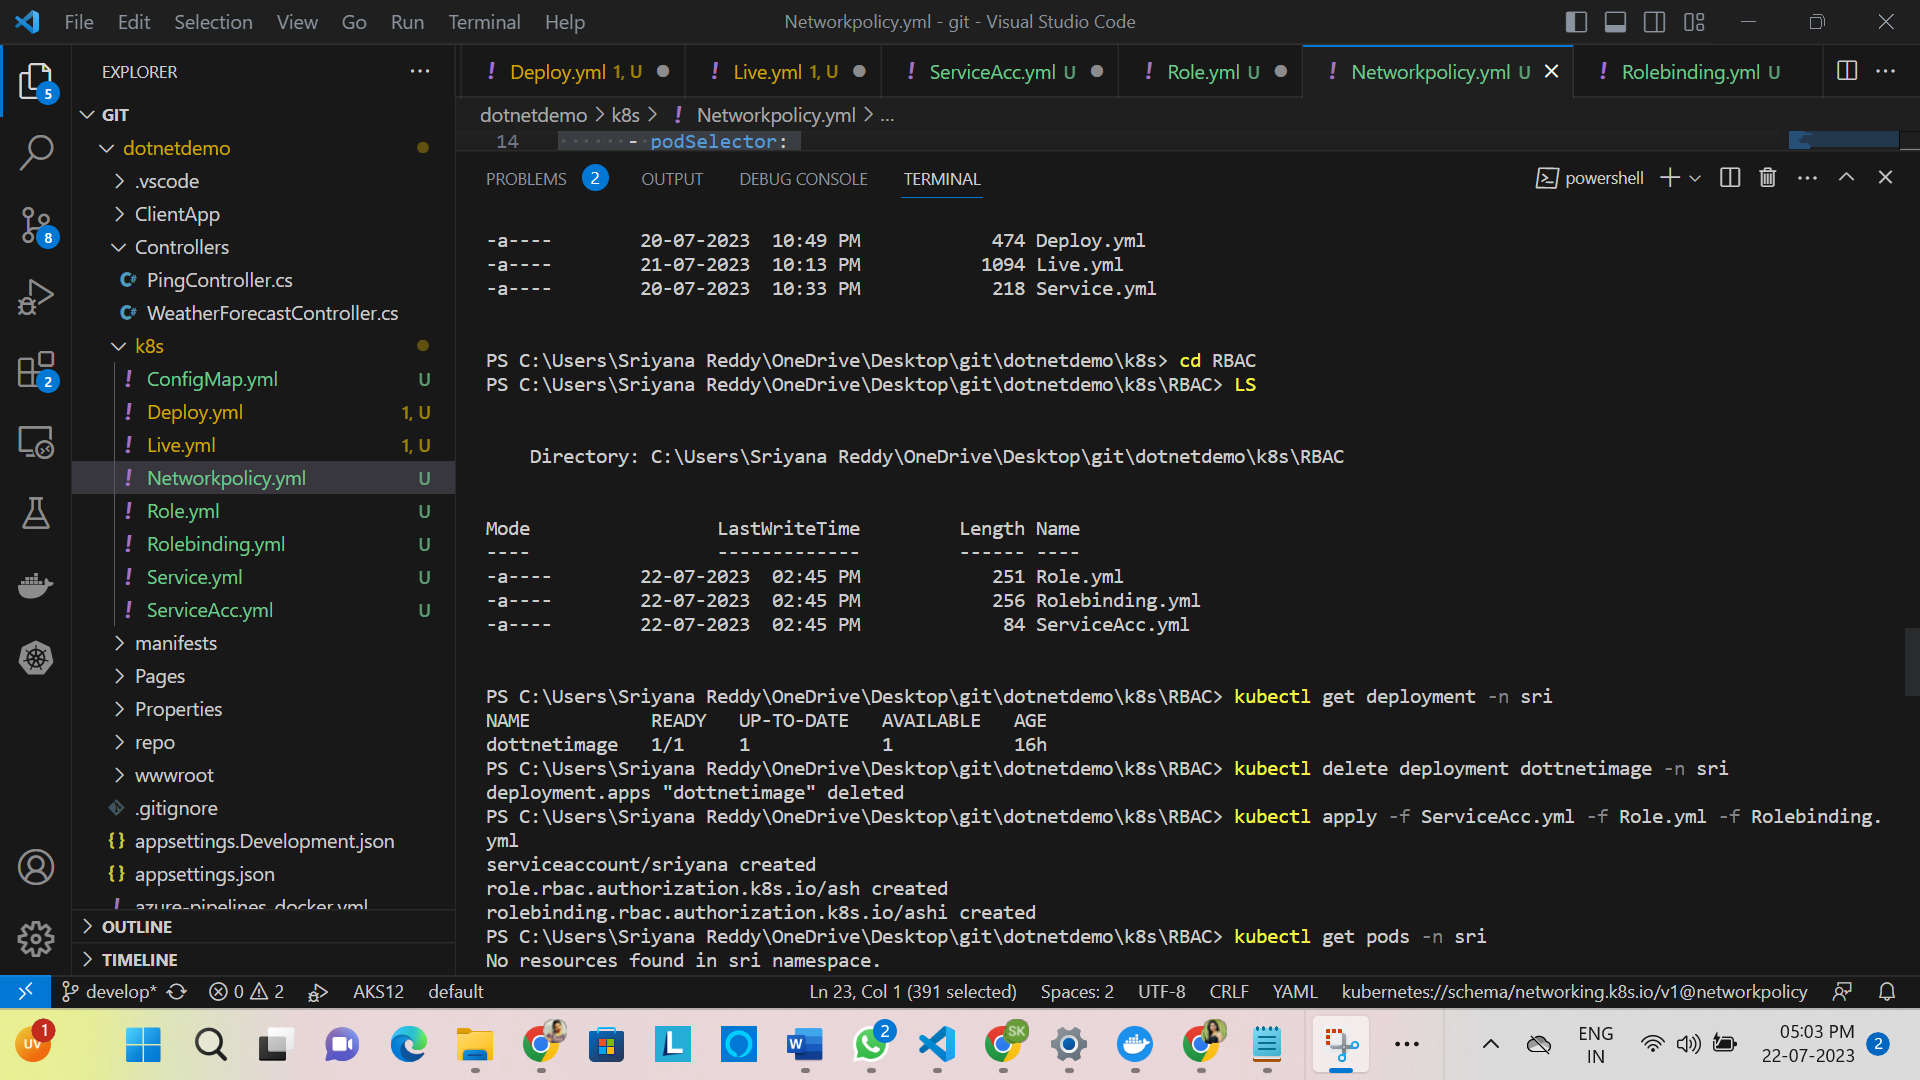 File Edit Selection View Go Run Terminal Help
Networkpolicy.yml - git - Visual Studio Code
EXPLORER
GIT
dotnetdemo
.vscode
ClientApp
Controllers
C# PingController.cs
C# WeatherForecastController.cs
k8s
! ConfigMap.yml U
! Deploy.yml 1, U
! Live.yml 1, U
! Networkpolicy.yml U
! Role.yml U
! Rolebinding.yml U
! Service.yml U
! ServiceAcc.yml U
manifests
Pages
Properties
repo
wwwroot
.gitignore
{} appsettings.Development.json
{} appsettings.json
! azure-pipelines.docker.yml
OUTLINE
TIMELINE
5
8
2
! Deploy.yml 1, U
! Live.yml 1, U
! ServiceAcc.yml U
! Role.yml U
! Networkpolicy.yml U
! Rolebinding.yml U
dotnetdemo > k8s > ! Networkpolicy.yml > ...
14 - podSelector:
PROBLEMS 2 OUTPUT DEBUG CONSOLE TERMINAL
powershell
-a---- 20-07-2023 10:49 PM 474 Deploy.yml
-a---- 21-07-2023 10:13 PM 1094 Live.yml
-a---- 20-07-2023 10:33 PM 218 Service.yml
PS C:\Users\Sriyana Reddy\OneDrive\Desktop\git\dotnetdemo\k8s> cd RBAC
PS C:\Users\Sriyana Reddy\OneDrive\Desktop\git\dotnetdemo\k8s\RBAC> LS
Directory: C:\Users\Sriyana Reddy\OneDrive\Desktop\git\dotnetdemo\k8s\RBAC
Mode LastWriteTime Length Name
---- ------------- ------ ----
-a---- 22-07-2023 02:45 PM 251 Role.yml
-a---- 22-07-2023 02:45 PM 256 Rolebinding.yml
-a---- 22-07-2023 02:45 PM 84 ServiceAcc.yml
PS C:\Users\Sriyana Reddy\OneDrive\Desktop\git\dotnetdemo\k8s\RBAC> kubectl get deployment -n sri
NAME READY UP-TO-DATE AVAILABLE AGE
dottnetimage 1/1 1 1 16h
PS C:\Users\Sriyana Reddy\OneDrive\Desktop\git\dotnetdemo\k8s\RBAC> kubectl delete deployment dottnetimage -n sri
deployment.apps "dottnetimage" deleted
PS C:\Users\Sriyana Reddy\OneDrive\Desktop\git\dotnetdemo\k8s\RBAC> kubectl apply -f ServiceAcc.yml -f Role.yml -f Rolebinding.
yml
serviceaccount/sriyana created
role.rbac.authorization.k8s.io/ash created
rolebinding.rbac.authorization.k8s.io/ashi created
PS C:\Users\Sriyana Reddy\OneDrive\Desktop\git\dotnetdemo\k8s\RBAC> kubectl get pods -n sri
No resources found in sri namespace.
develop* 0 2 AKS12 default
Ln 23, Col 1 (391 selected) Spaces: 2 UTF-8 CRLF YAML kubernetes://schema/networking.k8s.io/v1@networkpolicy
UV 1
L
W
2
SK
ENG
IN
05:03 PM
22-07-2023
2